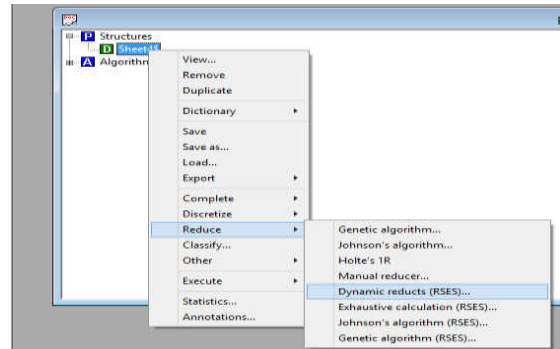 P Structures
D Sheet4$
A Algorithm
View...
Remove
Duplicate
Dictionary
Save
Save as...
Load...
Export
Complete
Discretize
Reduce
Classify...
Other
Execute
Statistics...
Annotations...
Genetic algorithm...
Johnson's algorithm...
Holte's 1R
Manual reducer...
Dynamic reducts (RSES)...
Exhaustive calculation (RSES)...
Johnson's algorithm (RSES)...
Genetic algorithm (RSES)...